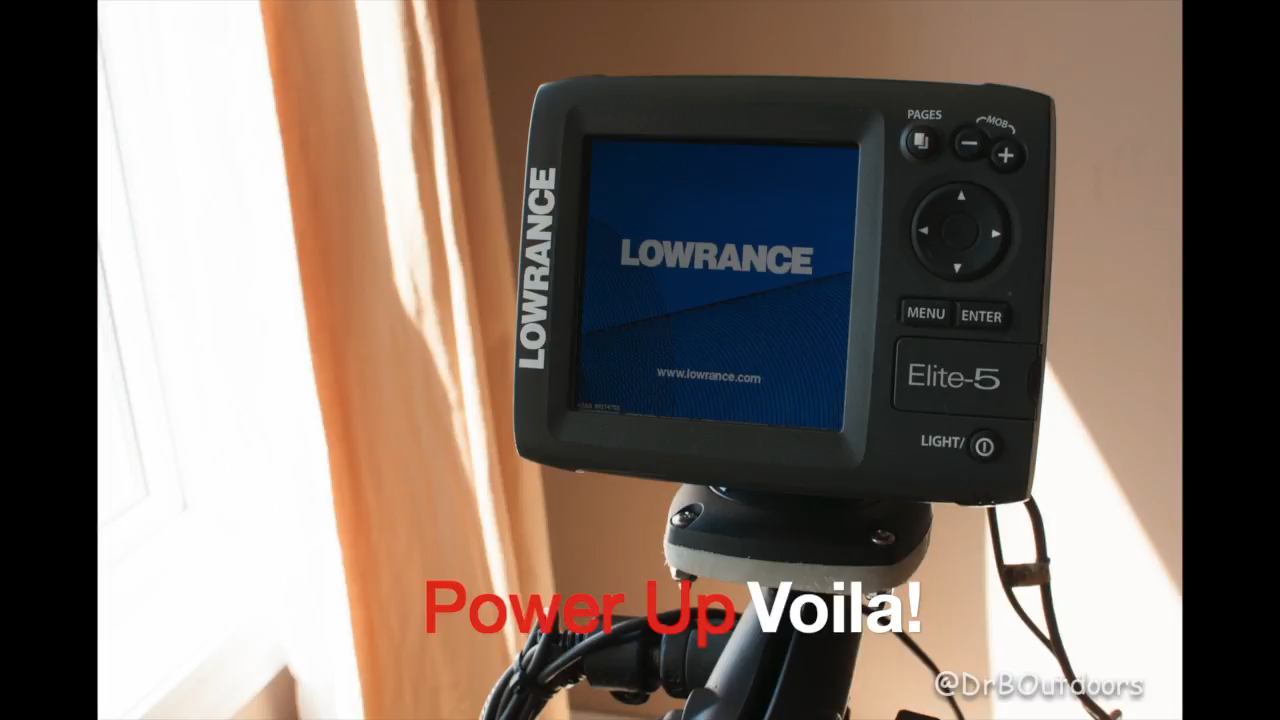 PAGES
MOB
LOWRANCE
LOWRANCE
www.lowrance.com
MENU ENTER
Elite-5
LIGHT/
Power Up Voila!
@DrBOutdoors